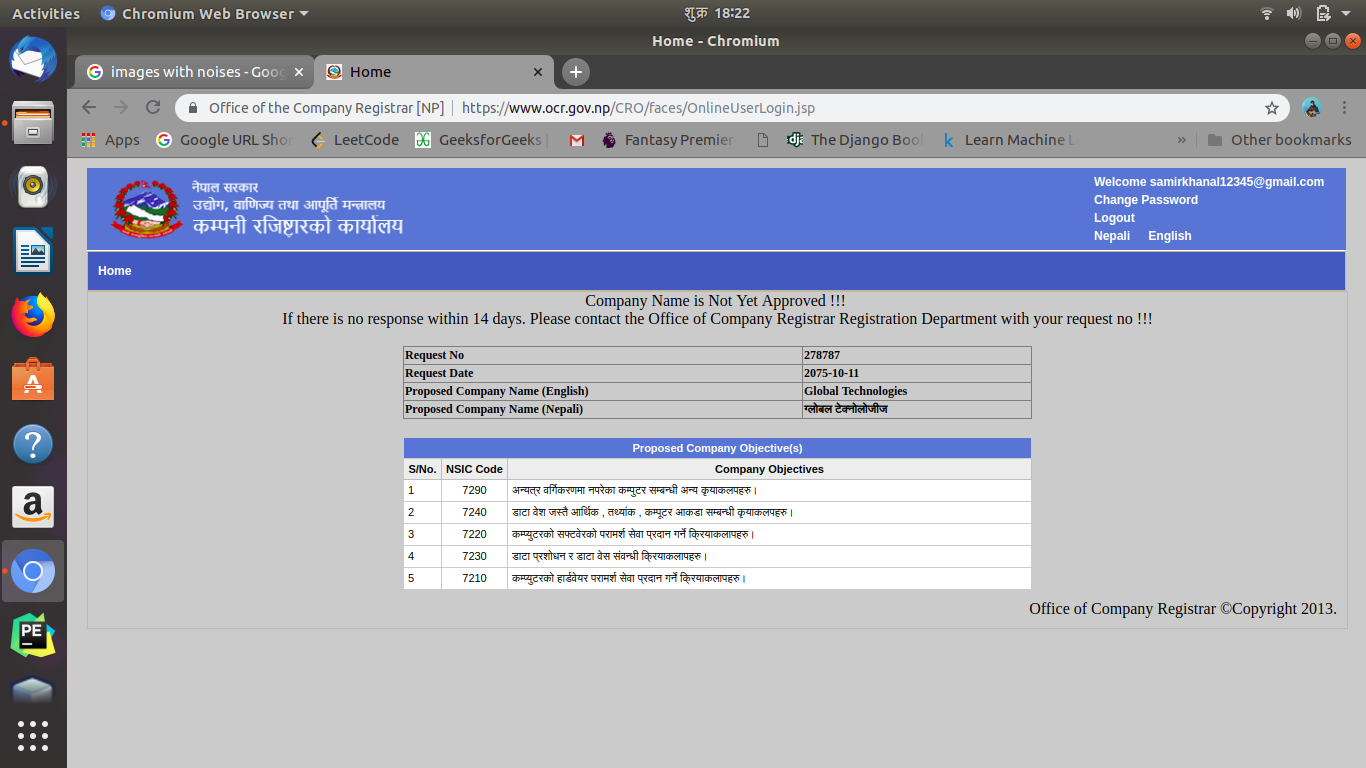 Activities Chromium Web Browser शुक्र 18:22
Home - Chromium
images with noises - Goog Home
Office of the Company Registrar [NP] https://www.ocr.gov.np/CRO/faces/OnlineUserLogin.jsp
Apps Google URL Shor LeetCode GeeksforGeeks | Fantasy Premier The Django Boo Learn Machine L » Other bookmarks
नेपाल सरकार
उद्योग, वाणिज्य तथा आपूर्ति मन्त्रालय
कम्पनी रजिष्ट्रारको कार्यालय
Welcome samirkhanal12345@gmail.com
Change Password
Logout
Nepali English
Home
Company Name is Not Yet Approved !!!
If there is no response within 14 days. Please contact the Office of Company Registrar Registration Department with your request no !!!
Request No 278787
Request Date 2075-10-11
Proposed Company Name (English) Global Technologies
Proposed Company Name (Nepali) ग्लोबल टेक्नोलोजीज
Proposed Company Objective(s)
S/No. NSIC Code Company Objectives
1 7290 अन्यत्र वर्गिकरणमा नपरेका कम्पुटर सम्बन्धी अन्य कृयाकलपहरु।
2 7240 डाटा वेश जस्तै आर्थिक , तथ्यांक , कम्पूटर आकडा सम्बन्धी कृयाकलपहरु।
3 7220 कम्प्युटरको सफ्टवेरको परामर्श सेवा प्रदान गर्ने क्रियाकलापहरु।
4 7230 डाटा प्रशोधन र डाटा वेस संवन्धी क्रियाकलापहरु।
5 7210 कम्प्युटरको हार्डवेयर परामर्श सेवा प्रदान गर्ने क्रियाकलापहरु।
Office of Company Registrar ©Copyright 2013.